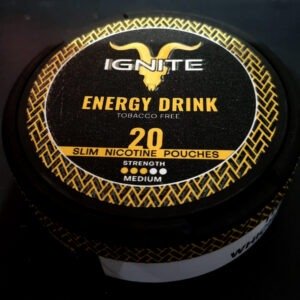 IGNITE
ENERGY DRINK
TOBACCO FREE
20
SLIM NICOTINE POUCHES
STRENGTH
MEDIUM